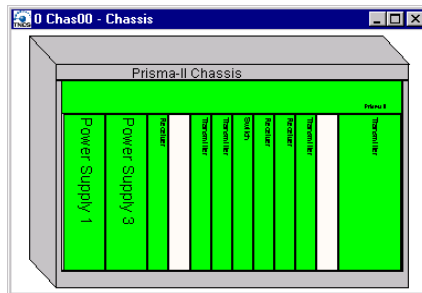 TNCS
0 Chas00 - Chassis
Prisma-II Chassis
Prisma II
Power Supply 1
Power Supply 3
Receiver
Transmitter
Transmitter
Switch
Receiver
Receiver
Transmitter
Transmitter